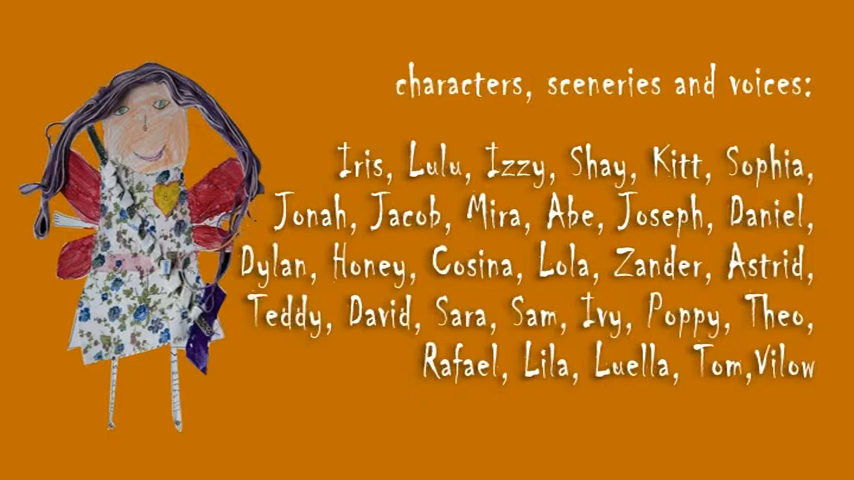 characters, sceneries and voices:
Iris, Lulu, Izzy, Shay, Kitt, Sophia,
Jonah, Jacob, Mira, Abe, Joseph, Daniel,
Dylan, Honey, Cosina, Lola, Zander, Astrid,
Teddy, David, Sara, Sam, Ivy, Poppy, Theo,
Rafael, Lila, Luella, Tom,Vilow